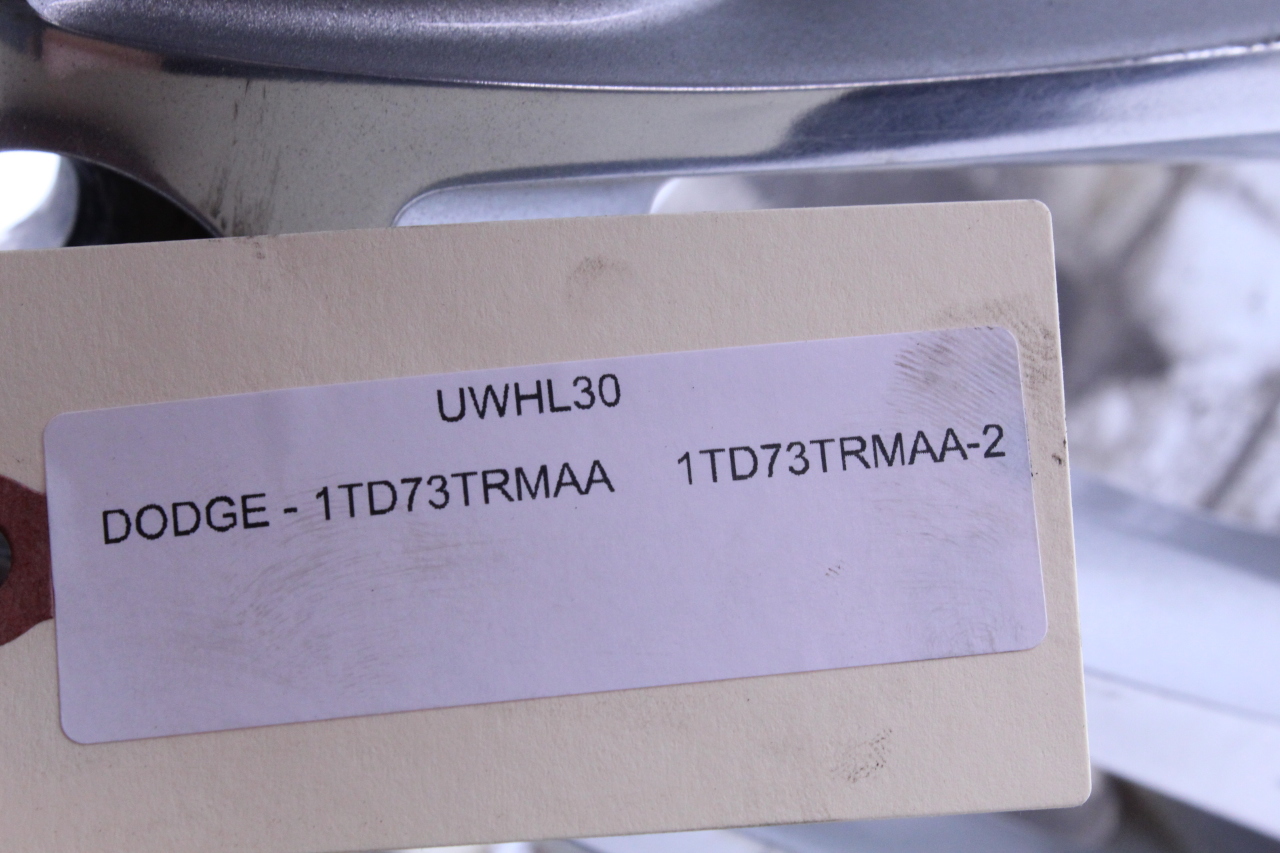 UWHL30
DODGE - 1TD73TRMAA 1TD73TRMAA-2